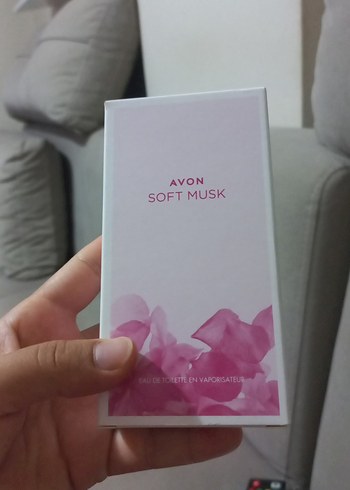 AVON
SOFT MUSK
EAU DE TOILETTE EN VAPORISATEUR